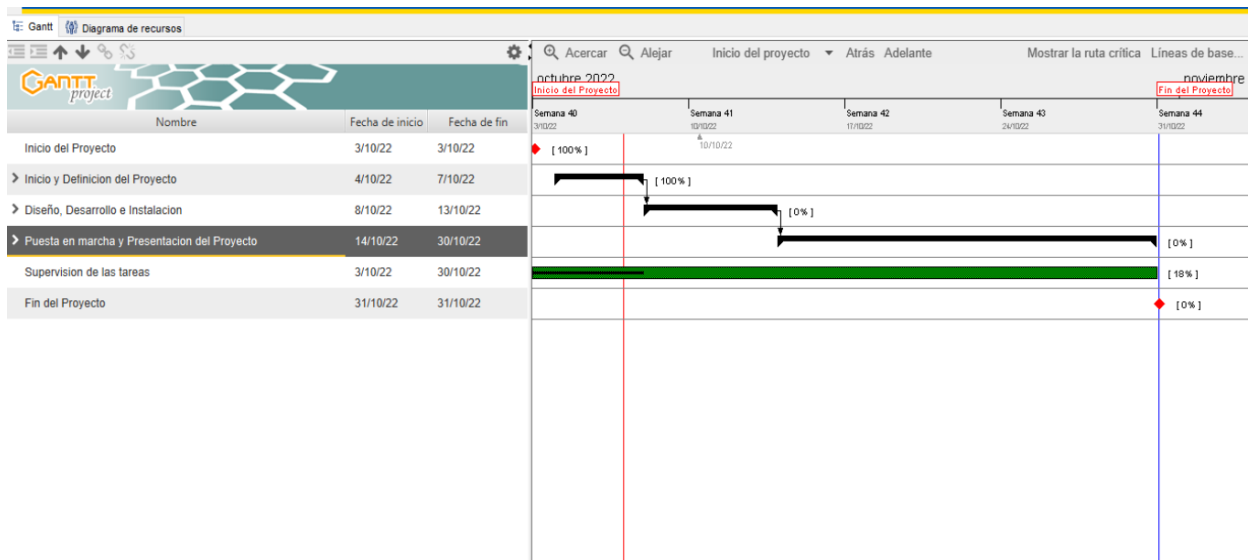 Gantt Diagrama de recursos
Acercar Alejar Inicio del proyecto Atrás Adelante Mostrar la ruta crítica Líneas de base...
GANTT project
octubre 2022 noviembre
Inicio del Proyecto Fin del Proyecto
Semana 40 Semana 41 Semana 42 Semana 43 Semana 44
3/10/22 10/10/22 17/10/22 24/10/22 31/10/22
Nombre Fecha de inicio Fecha de fin
10/10/22
Inicio del Proyecto 3/10/22 3/10/22 [ 100% ]
Inicio y Definicion del Proyecto 4/10/22 7/10/22 [ 100% ]
Diseño, Desarrollo e Instalacion 8/10/22 13/10/22 [ 0% ]
Puesta en marcha y Presentacion del Proyecto 14/10/22 30/10/22 [ 0% ]
Supervision de las tareas 3/10/22 30/10/22 [ 18% ]
Fin del Proyecto 31/10/22 31/10/22 [ 0% ]